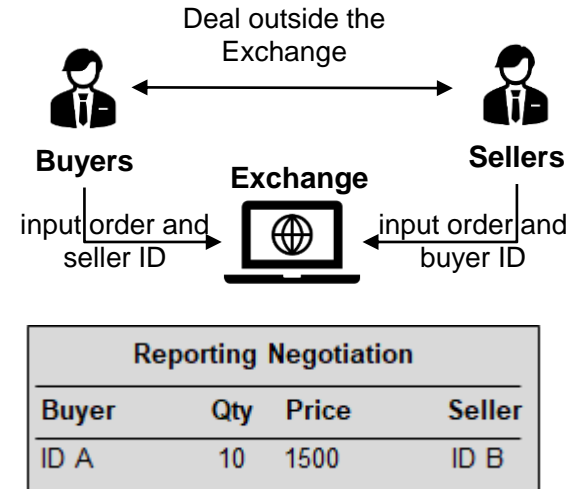 Deal outside the
Exchange
Buyers
Sellers
Exchange
input order and
seller ID
input order and
buyer ID
Reporting Negotiation
Buyer Qty Price Seller
ID A 10 1500 ID B